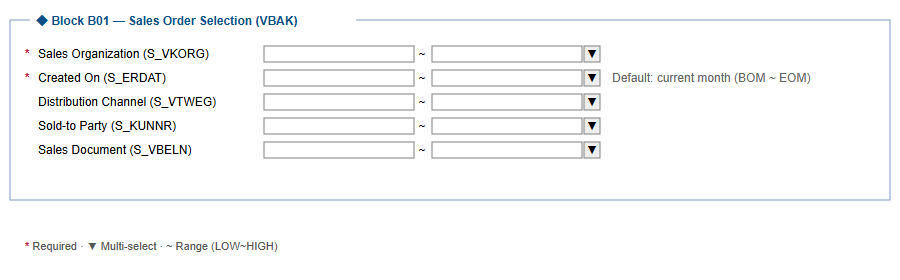 ◆ Block B01 — Sales Order Selection (VBAK)
* Sales Organization (S_VKORG) ~ ▼
* Created On (S_ERDAT) ~ ▼ Default: current month (BOM ~ EOM)
Distribution Channel (S_VTWEG) ~ ▼
Sold-to Party (S_KUNNR) ~ ▼
Sales Document (S_VBELN) ~ ▼
* Required · ▼ Multi-select · ~ Range (LOW~HIGH)